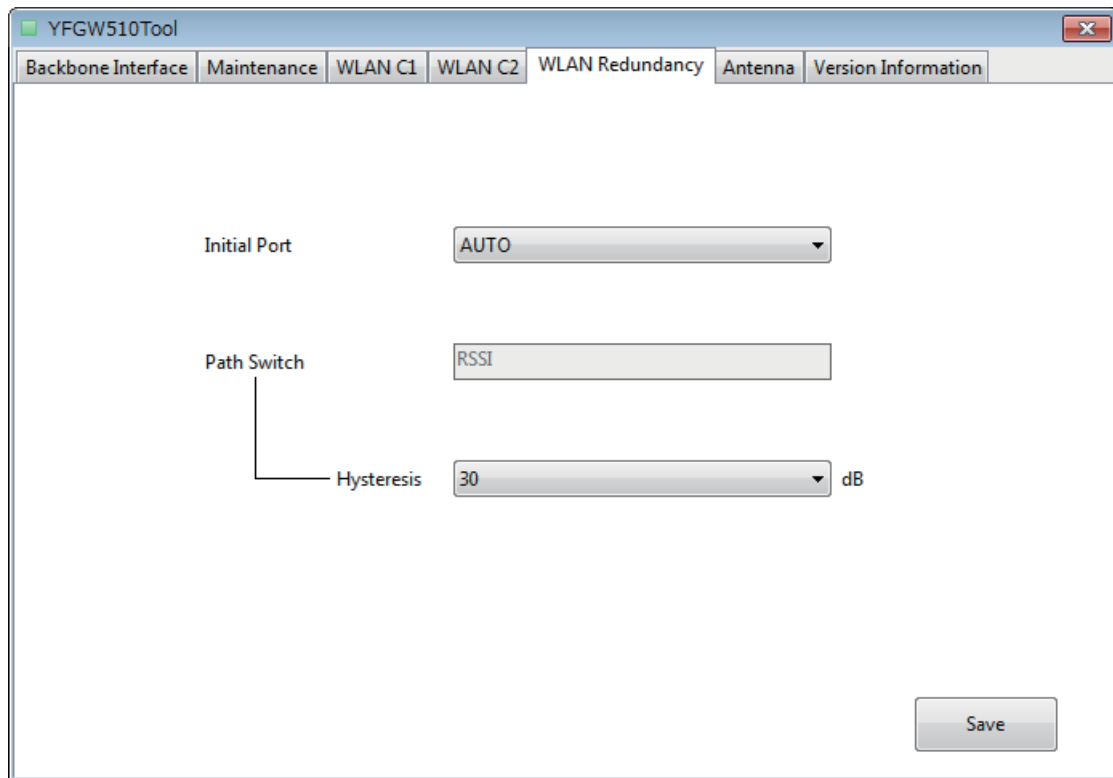 YFGW510Tool
Backbone Interface Maintenance WLAN C1 WLAN C2 WLAN Redundancy Antenna Version Information
Initial Port AUTO
Path Switch RSSI
Hysteresis 30 dB
Save